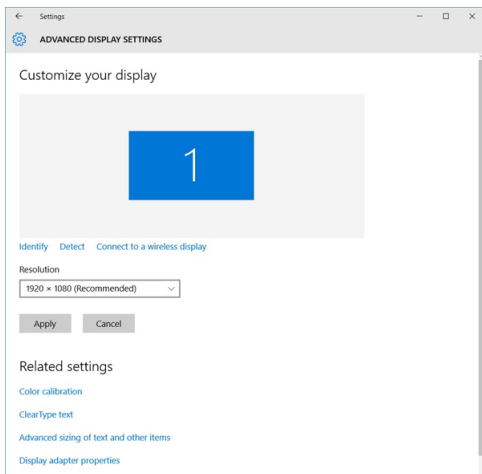 Settings
ADVANCED DISPLAY SETTINGS
Customize your display
1
Identify Detect Connect to a wireless display
Resolution
1920 × 1080 (Recommended)
Apply Cancel
Related settings
Color calibration
ClearType text
Advanced sizing of text and other items
Display adapter properties